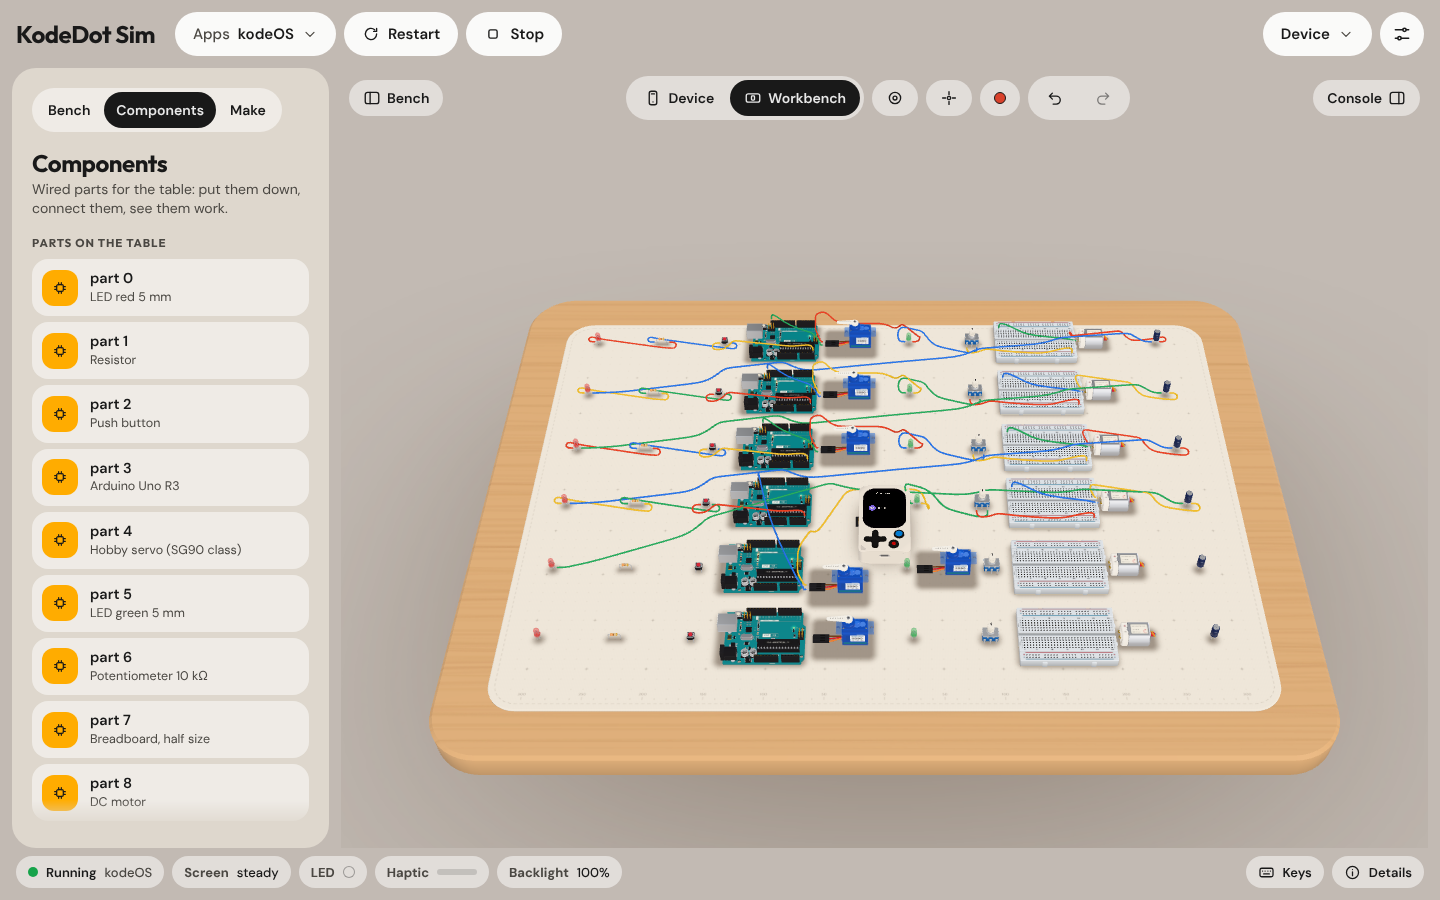 KodeDot Sim
Apps kodeOS
Restart
Stop
Device
Bench
Components
Make
Bench
Device
Workbench
Console
Components
Wired parts for the table: put them down,
connect them, see them work.
PARTS ON THE TABLE
part 0
LED red 5 mm
part 1
Resistor
part 2
Push button
part 3
Arduino Uno R3
part 4
Hobby servo (SG90 class)
part 5
LED green 5 mm
part 6
Potentiometer 10 kΩ
part 7
Breadboard, half size
part 8
DC motor
Running kodeOS
Screen steady
LED
Haptic
Backlight 100%
Keys
Details